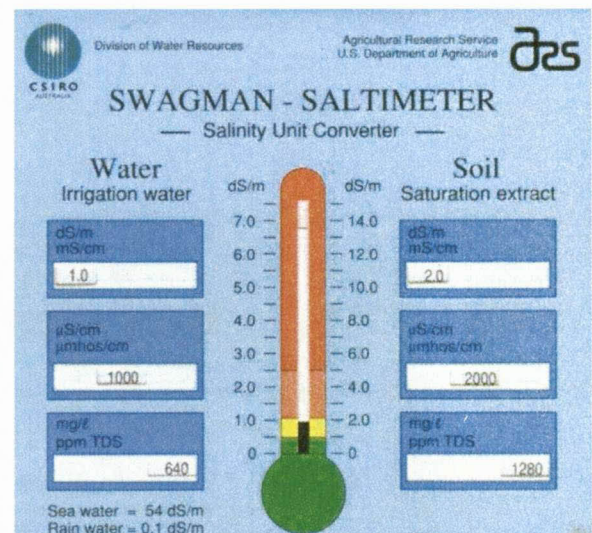 CSIRO
AUSTRALIA
Division of Water Resources
Agricultural Research Service
U.S. Department of Agriculture
ars
SWAGMAN - SALTIMETER
Salinity Unit Converter
Water
Irrigation water
dS/m
mS/cm
1.0
µS/cm
µmhos/cm
1000
mg/ℓ
ppm TDS
640
Sea water = 54 dS/m
Rain water = 0.1 dS/m
dS/m
7.0
6.0
5.0
4.0
3.0
2.0
1.0
0
dS/m
14.0
12.0
10.0
8.0
6.0
4.0
2.0
0
Soil
Saturation extract
dS/m
mS/cm
2.0
µS/cm
µmhos/cm
2000
mg/ℓ
ppm TDS
1280